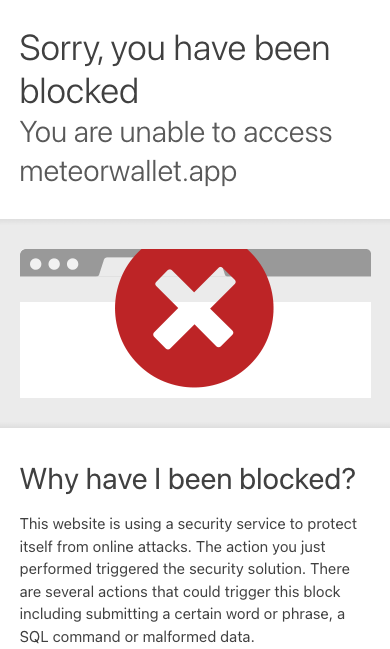 Sorry, you have been
blocked
You are unable to access
meteorwallet.app
Why have I been blocked?
This website is using a security service to protect
itself from online attacks. The action you just
performed triggered the security solution. There
are several actions that could trigger this block
including submitting a certain word or phrase, a
SQL command or malformed data.